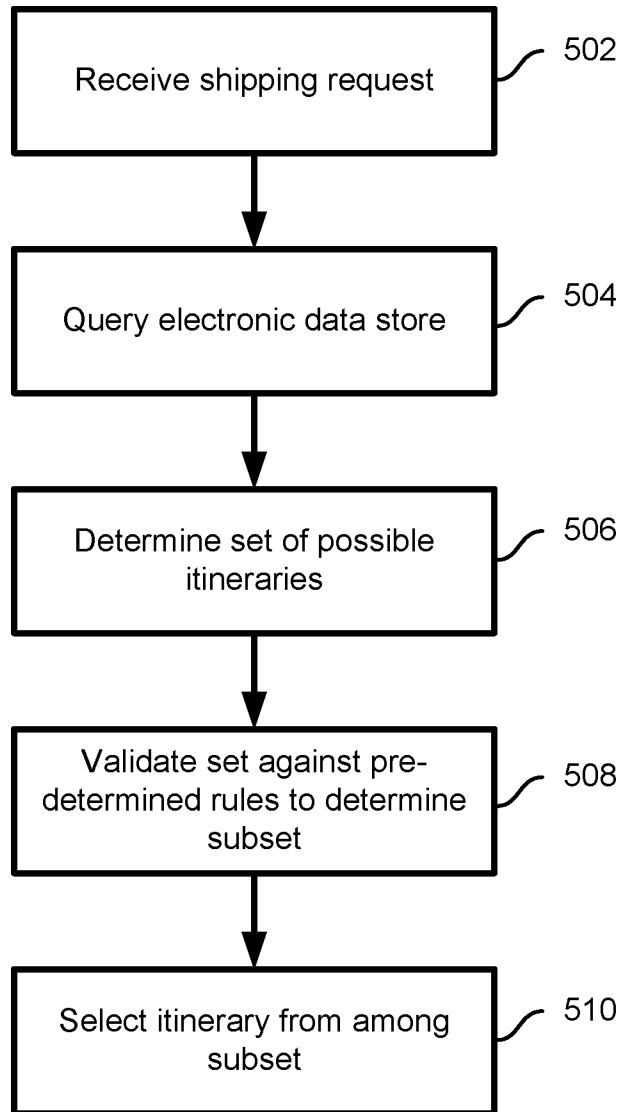 Receive shipping request
502
Query electronic data store
504
Determine set of possible
itineraries
506
Validate set against pre-
determined rules to determine
subset
508
Select itinerary from among
subset
510